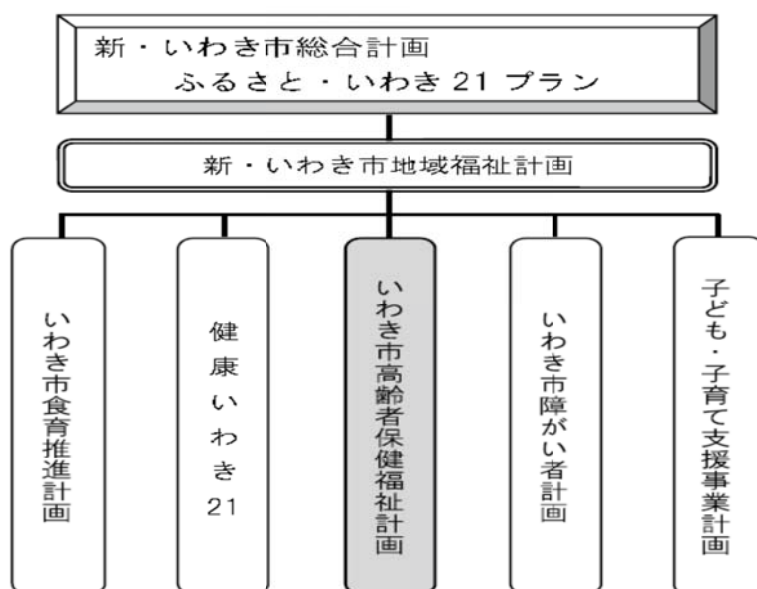 新・いわき市総合計画
ふるさと・いわき 21 プラン
新・いわき市地域福祉計画
いわき市食育推進計画
健康いわき21
いわき市高齢者保健福祉計画
いわき市障がい者計画
子ども・子育て支援事業計画